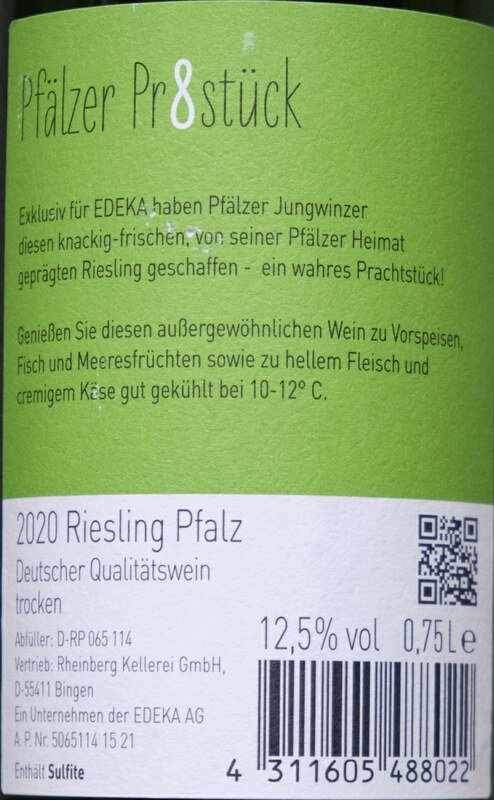 Pfälzer Pr8stück
Exklusiv für EDEKA haben Pfälzer Jungwinzer
diesen knackig-frischen, von seiner Pfälzer Heimat
geprägten Riesling geschaffen - ein wahres Prachtstück!
Genießen Sie diesen außergewöhnlichen Wein zu Vorspeisen,
Fisch und Meeresfrüchten sowie zu hellem Fleisch und
cremigem Käse gut gekühlt bei 10-12° C.
2020 Riesling Pfalz
Deutscher Qualitätswein
trocken
Abfüller: D-RP 065 114
Vertrieb: Rheinberg Kellerei GmbH,
D-55411 Bingen
Ein Unternehmen der EDEKA AG
A. P. Nr. 5065114 15 21
Enthält Sulfite
12,5% vol 0,75L e
4 311605 488022